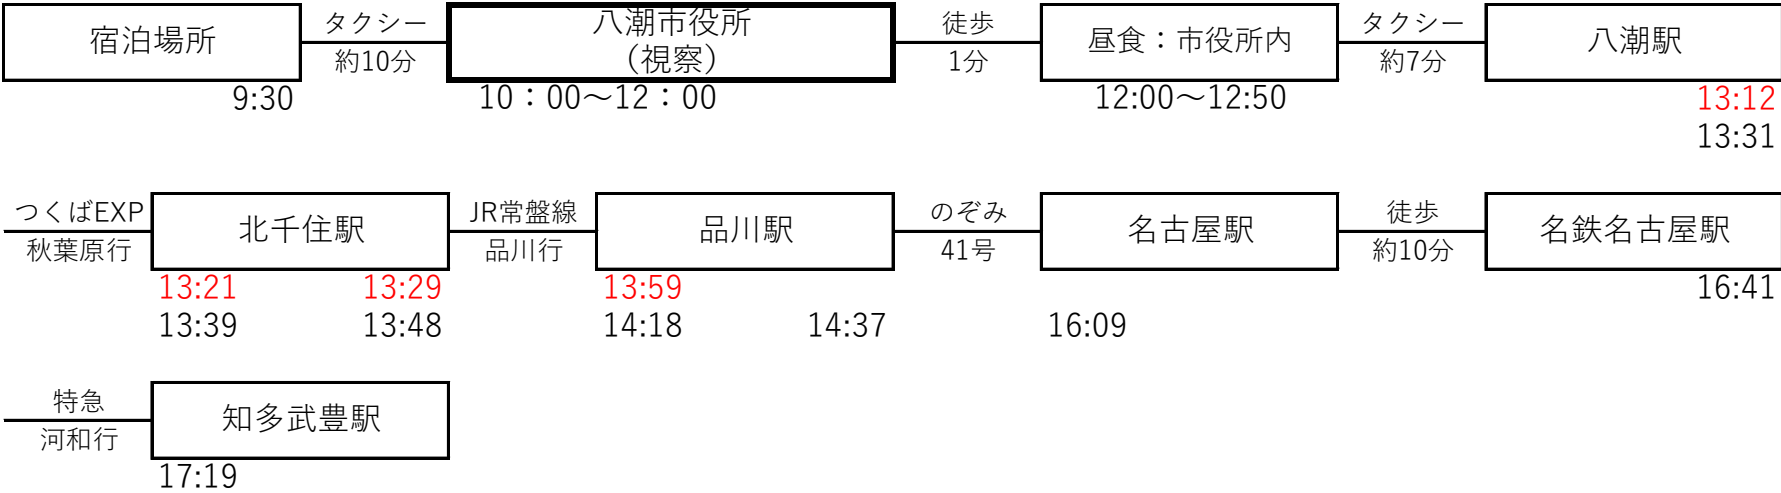 宿泊場所
タクシー
約10分
八潮市役所
（視察）
徒歩
1分
昼食：市役所内
タクシー
約7分
八潮駅
9:30
10：00～12：00
12:00～12:50
13:12
13:31
つくばEXP
秋葉原行
北千住駅
JR常盤線
品川行
品川駅
のぞみ
41号
名古屋駅
徒歩
約10分
名鉄名古屋駅
13:21
13:29
13:59
16:41
13:39
13:48
14:18
14:37
16:09
特急
河和行
知多武豊駅
17:19